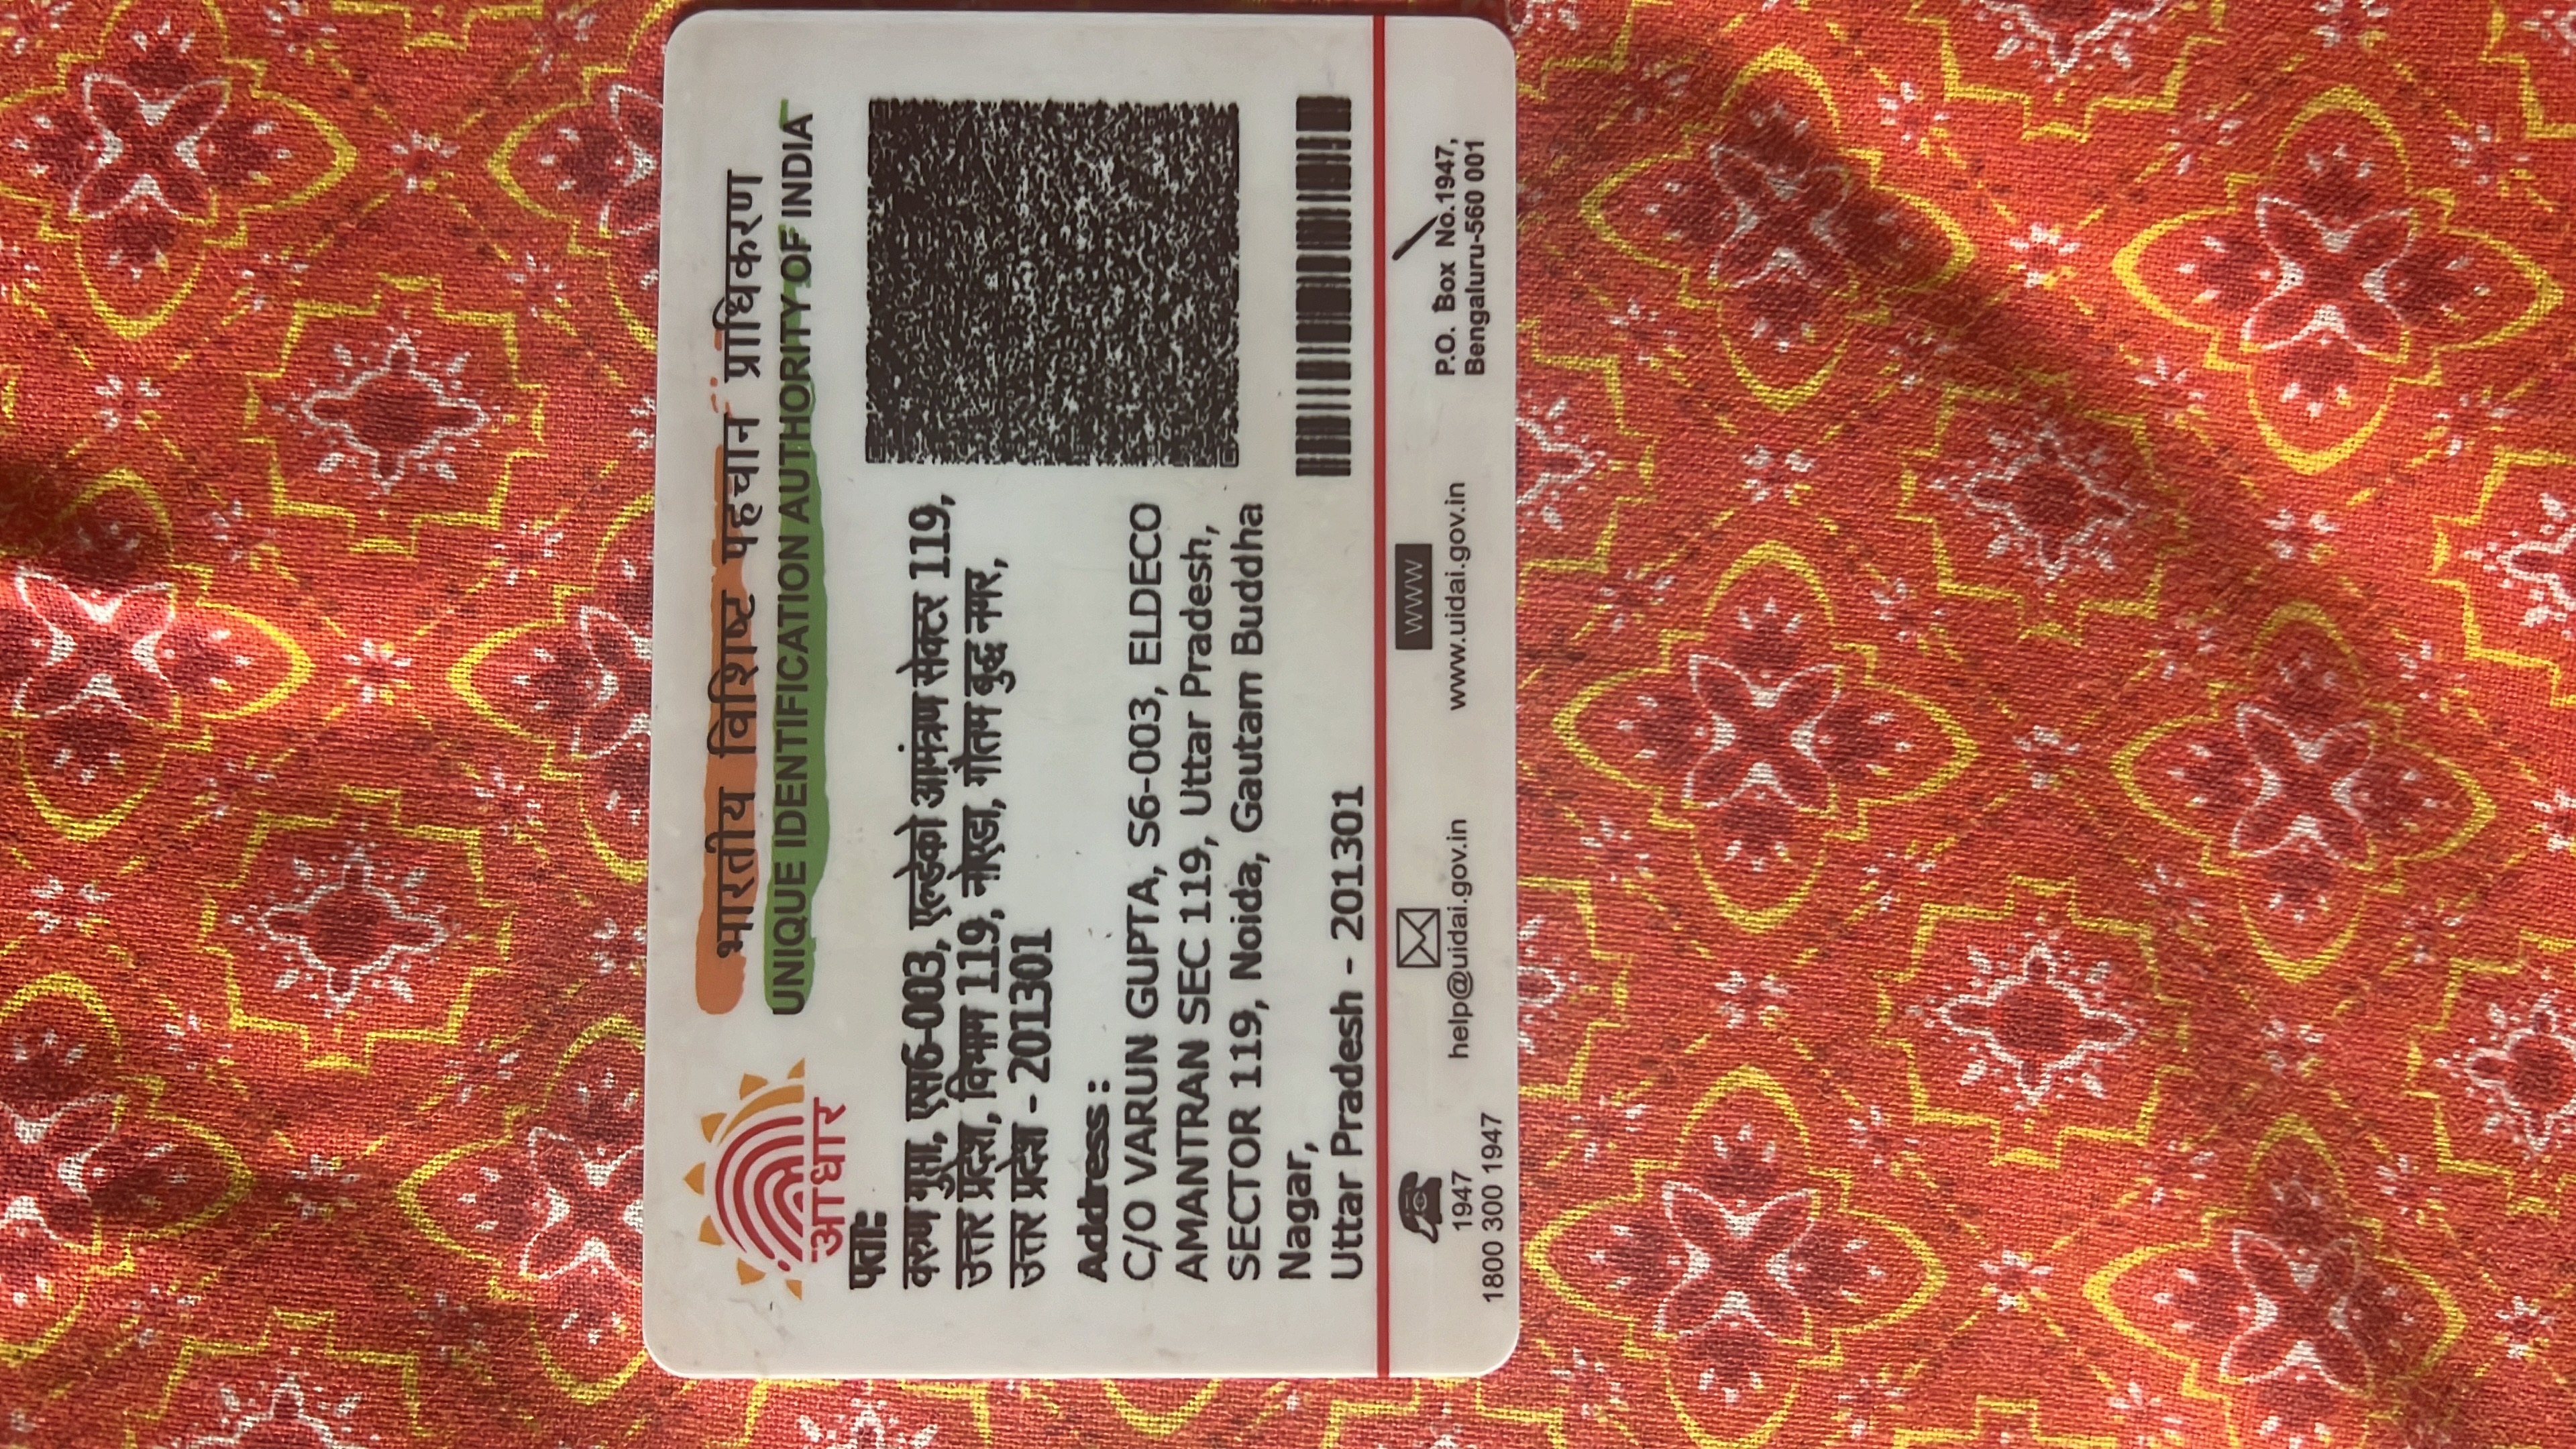 भारतीय विशिष्ट पहचान प्राधिकरण
UNIQUE IDENTIFICATION AUTHORITY OF INDIA
आधार
पता:
वरुण गुप्ता, एस6-003, एल्डेको आमंत्रण सेक्टर 119,
उत्तर प्रदेश, विभाग 119, नोएडा, गौतम बुद्ध नगर,
उत्तर प्रदेश - 201301
Address :
C/O VARUN GUPTA, S6-003, ELDECO
AMANTRAN SEC 119, Uttar Pradesh,
SECTOR 119, Noida, Gautam Buddha
Nagar,
Uttar Pradesh - 201301
1947
1800 300 1947
help@uidai.gov.in
WWW
www.uidai.gov.in
P.O. Box No.1947,
Bengaluru-560 001